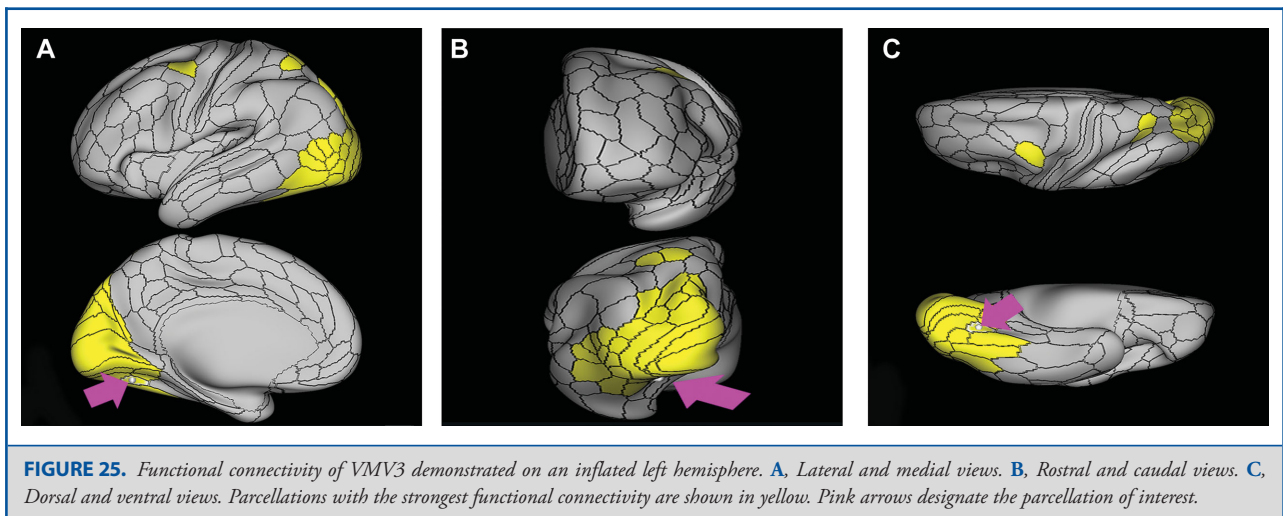 A
B
C
FIGURE 25. Functional connectivity of VMV3 demonstrated on an inflated left hemisphere. A, Lateral and medial views. B, Rostral and caudal views. C,
Dorsal and ventral views. Parcellations with the strongest functional connectivity are shown in yellow. Pink arrows designate the parcellation of interest.